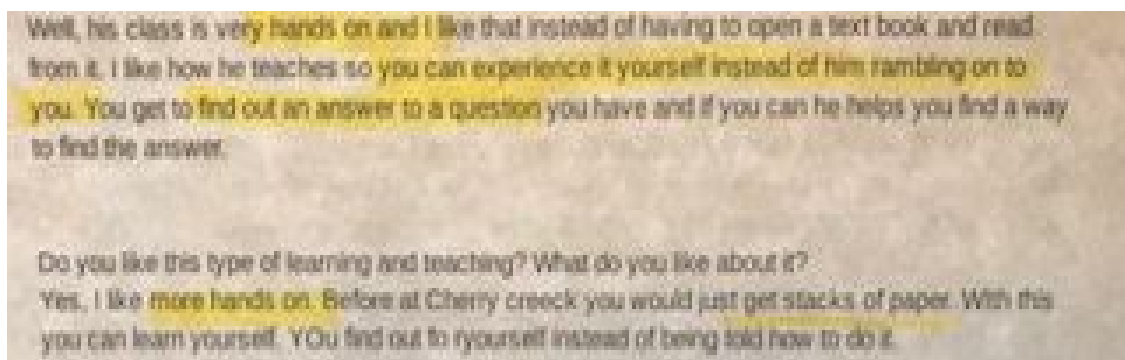 Well, his class is very hands on and I like that instead of having to open a text book and read
from it. I like how he teaches so you can experience it yourself instead of him rambling on to
you. You get to find out an answer to a question you have and if you can he helps you find a way
to find the answer.
Do you like this type of learning and teaching? What do you like about it?
Yes, I like more hands on. Before at Cherry creeck you would just get stacks of paper. With this
you can learn yourself. YOu find out fo ryourself instead of being told how to do it.